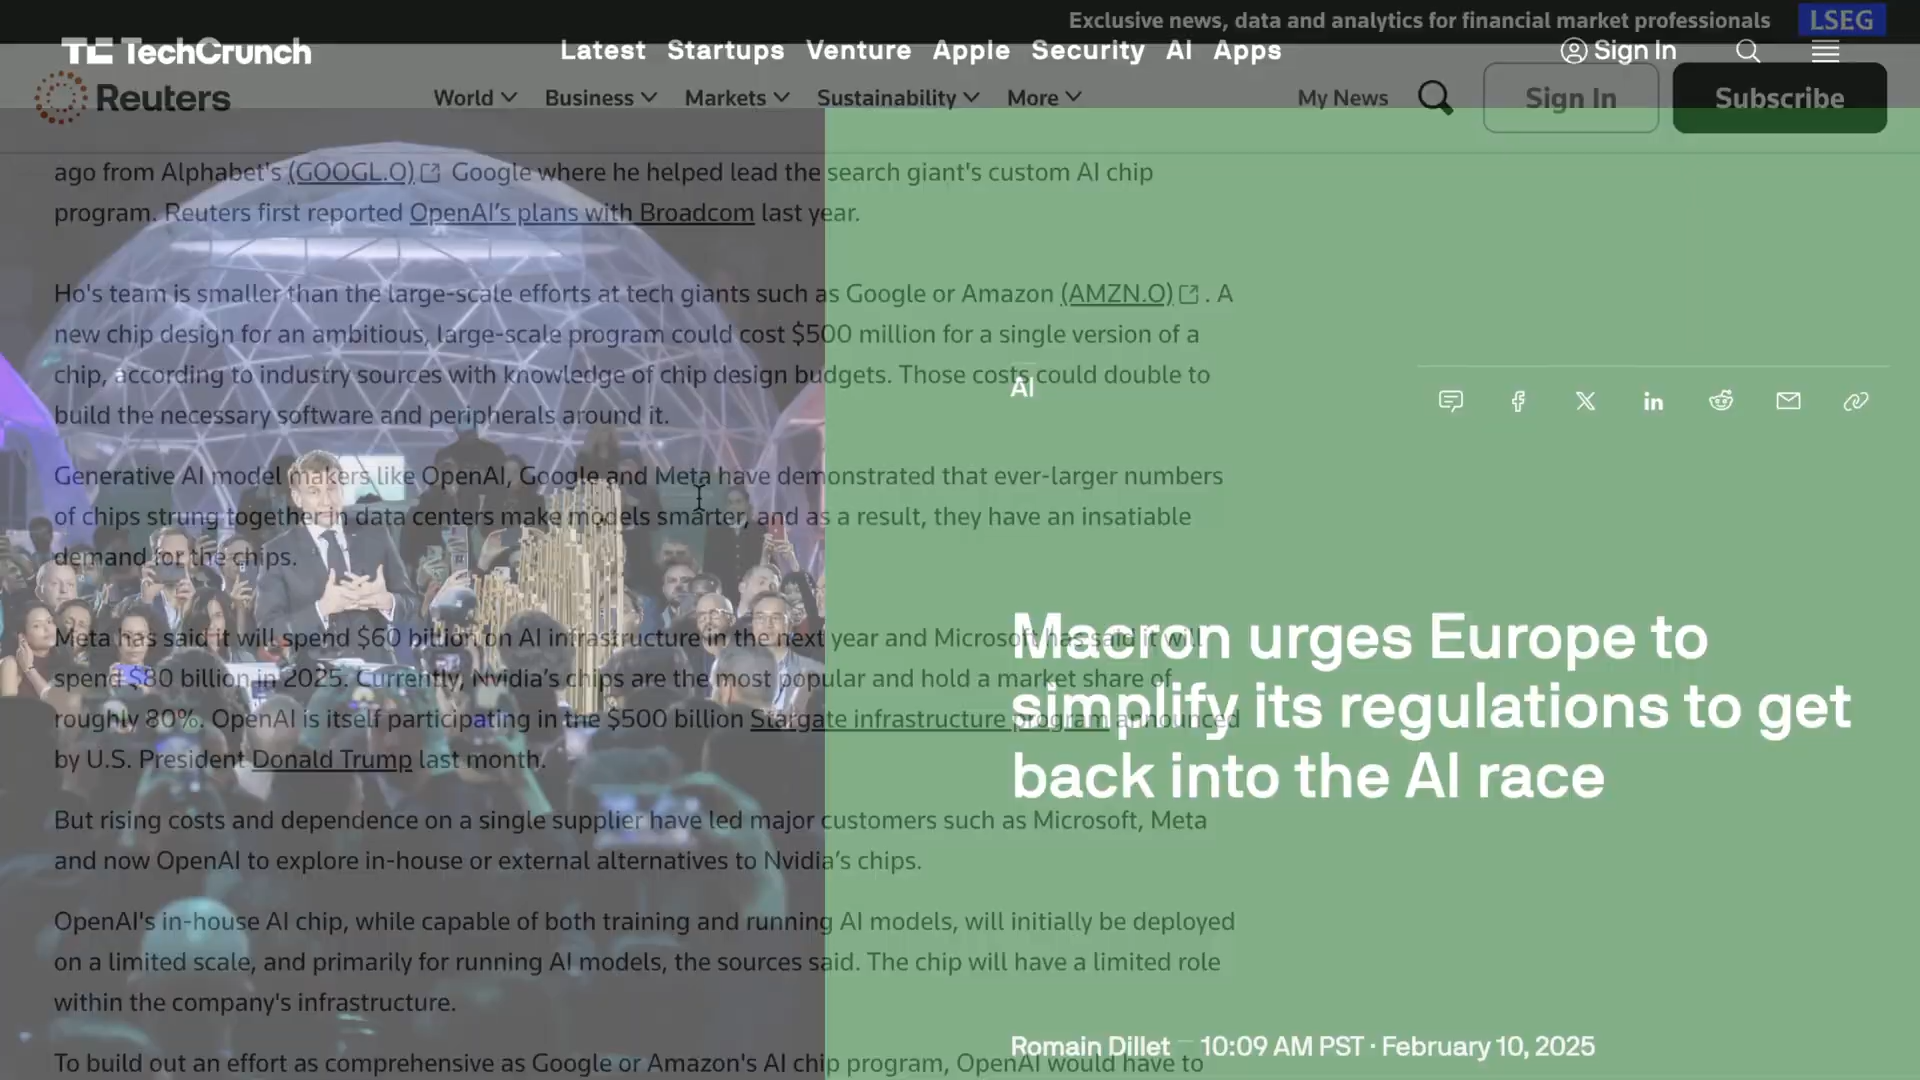 Exclusive news, data and analytics for financial market professionals LSEG
TechCrunch Latest Startups Venture Apple Security AI Apps Sign In
Reuters World Business Markets Sustainability More My News Sign In Subscribe
ago from Alphabet's (GOOGL.O) Google where he helped lead the search giant's custom AI chip
program. Reuters first reported OpenAI's plans with Broadcom last year.
Ho's team is smaller than the large-scale efforts at tech giants such as Google or Amazon (AMZN.O) . A
new chip design for an ambitious, large-scale program could cost $500 million for a single version of a
chip, according to industry sources with knowledge of chip design budgets. Those costs could double to
build the necessary software and peripherals around it.
Generative AI model makers like OpenAI, Google and Meta have demonstrated that ever-larger numbers
of chips strung together in data centers make models smarter, and as a result, they have an insatiable
demand for the chips.
Meta has said it will spend $60 billion on AI infrastructure in the next year and Microsoft has said it will
spend $80 billion in 2025. Currently, Nvidia's chips are the most popular and hold a market share of
roughly 80%. OpenAI is itself participating in the $500 billion Stargate infrastructure program announced
by U.S. President Donald Trump last month.
But rising costs and dependence on a single supplier have led major customers such as Microsoft, Meta
and now OpenAI to explore in-house or external alternatives to Nvidia's chips.
OpenAI's in-house AI chip, while capable of both training and running AI models, will initially be deployed
on a limited scale, and primarily for running AI models, the sources said. The chip will have a limited role
within the company's infrastructure.
To build out an effort as comprehensive as Google or Amazon's AI chip program, OpenAI would have to
AI
Macron urges Europe to
simplify its regulations to get
back into the AI race
Romain Dillet — 10:09 AM PST · February 10, 2025